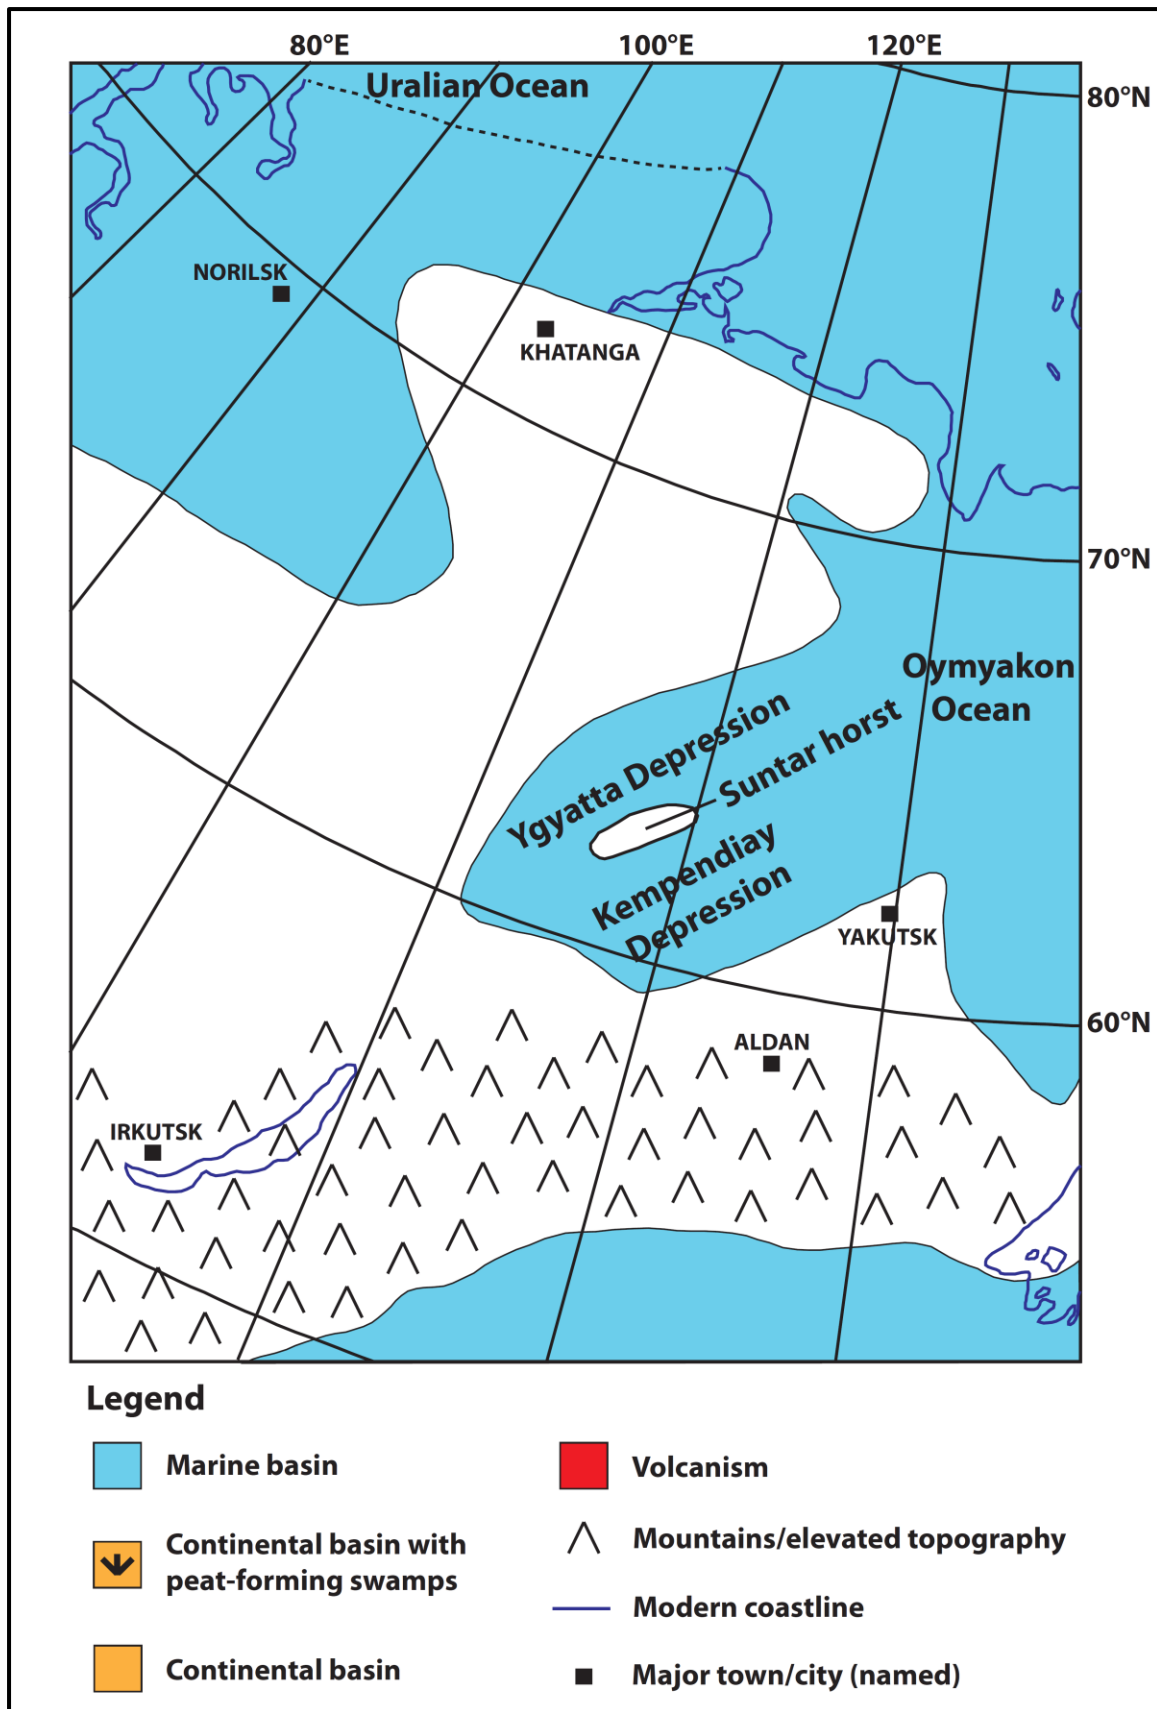 80°E
100°E
120°E
Uralian Ocean
80°N
NORILSK
KHATANGA
70°N
Oymyakon
Ocean
Ygyatta Depression
Suntar horst
Kempendiay
Depression
YAKUTSK
60°N
ALDAN
IRKUTSK
Legend
Marine basin
Volcanism
Continental basin with
peat-forming swamps
Mountains/elevated topography
Modern coastline
Continental basin
Major town/city (named)